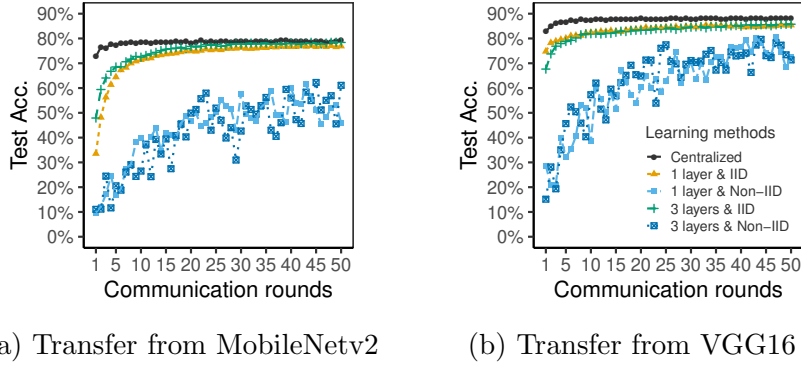 90%
80%
70%
60%
50%
40%
30%
20%
10%
0%
Test Acc.
1 5 10 15 20 25 30 35 40 45 50
Communication rounds
a) Transfer from MobileNetv2
90%
80%
70%
60%
50%
40%
30%
20%
10%
0%
Test Acc.
Learning methods
Centralized
1 layer & IID
1 layer & Non−IID
3 layers & IID
3 layers & Non−IID
1 5 10 15 20 25 30 35 40 45 50
Communication rounds
(b) Transfer from VGG16